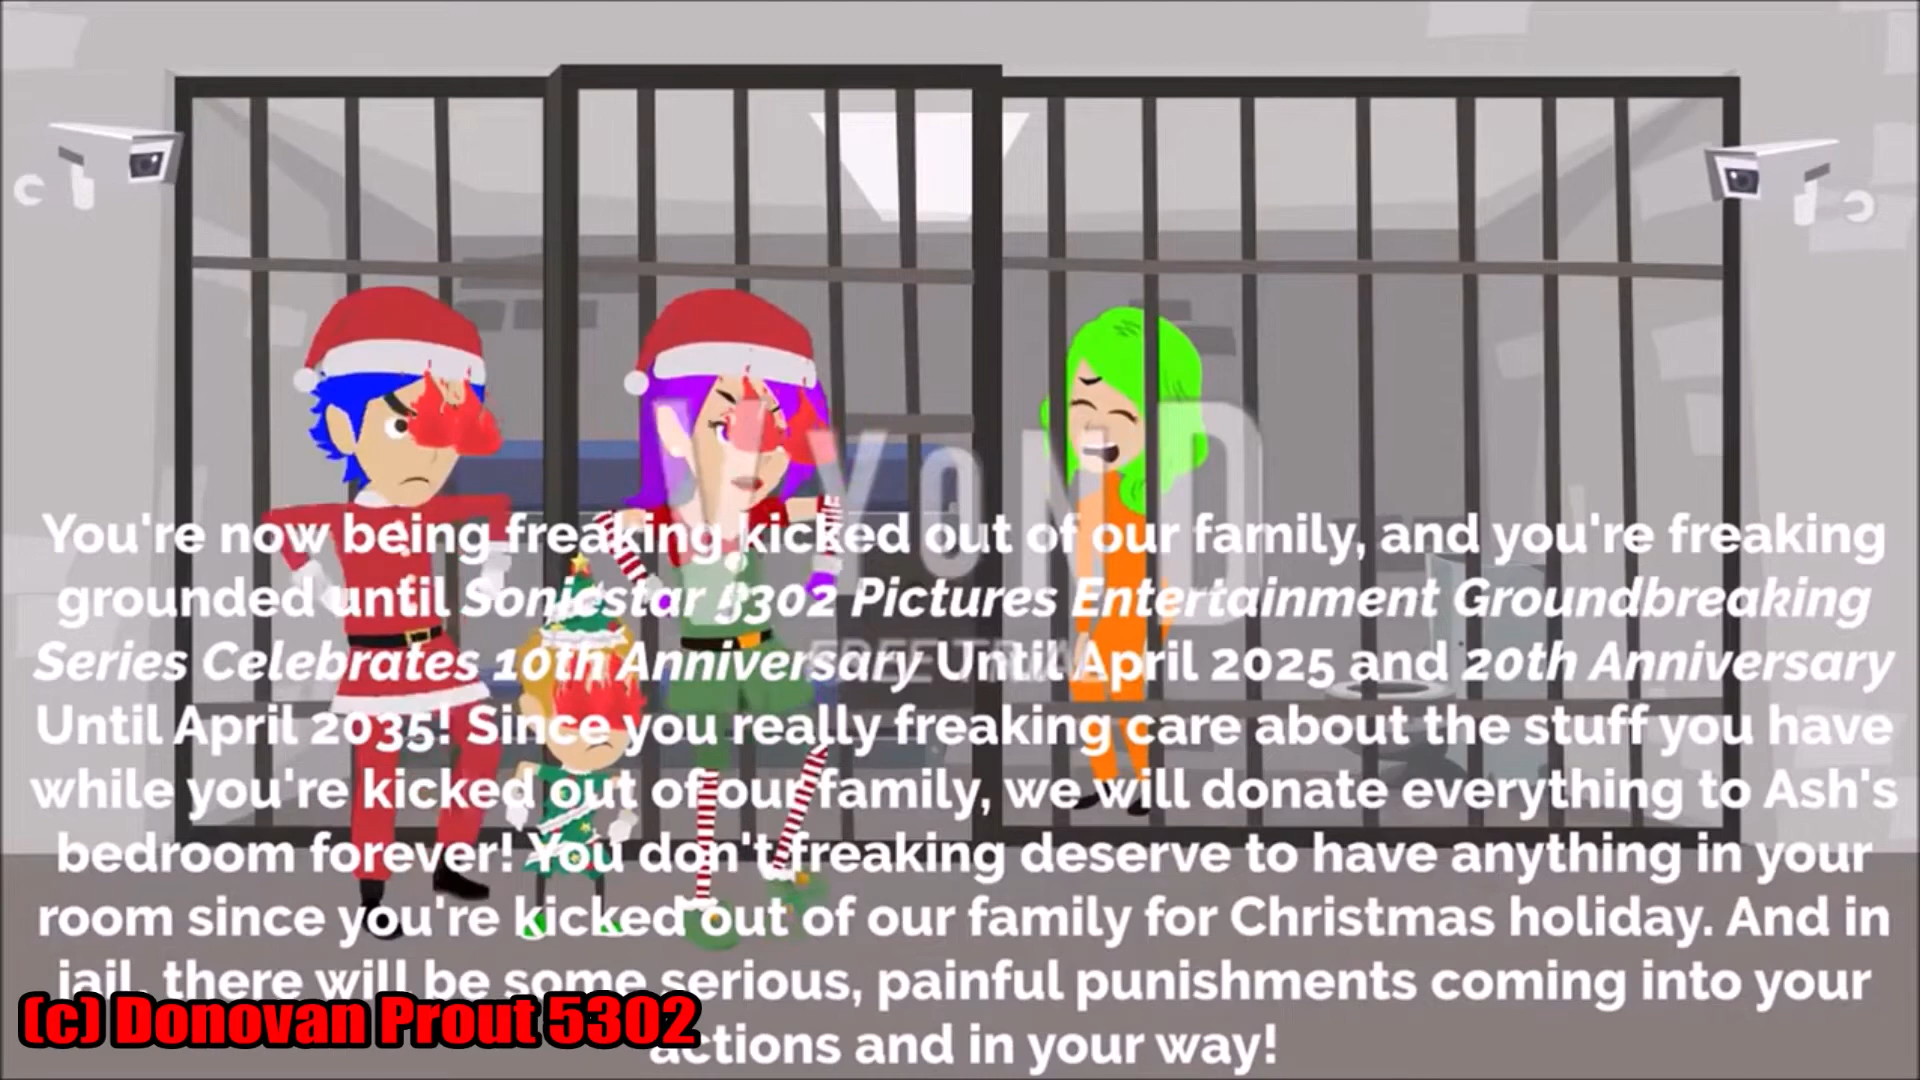 VYOND
FREE TRIAL
You're now being freaking kicked out of our family, and you're freaking
grounded until Sonicstar 5302 Pictures Entertainment Groundbreaking
Series Celebrates 10th Anniversary Until April 2025 and 20th Anniversary
Until April 2035! Since you really freaking care about the stuff you have
while you're kicked out of our family, we will donate everything to Ash's
bedroom forever! You don't freaking deserve to have anything in your
room since you're kicked out of our family for Christmas holiday. And in
jail, there will be some serious, painful punishments coming into your
actions and in your way!
(c) Donovan Prout 5302